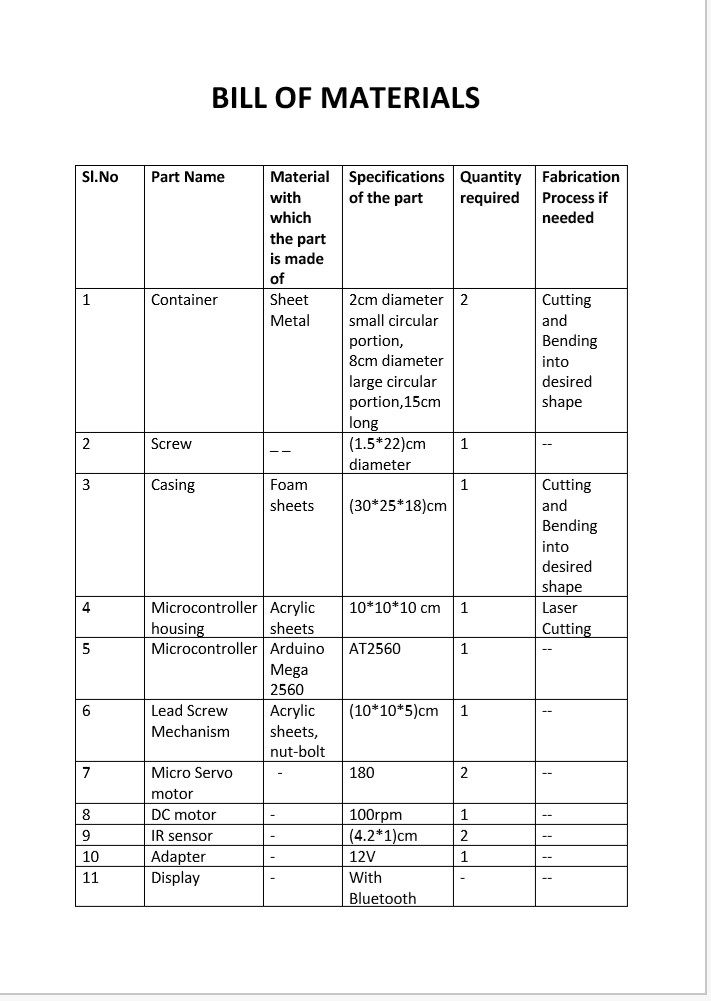 BILL OF MATERIALS
Sl.No Part Name Material with which the part is made of Specifications of the part Quantity required Fabrication Process if needed
1 Container Sheet Metal 2cm diameter small circular portion, 8cm diameter large circular portion,15cm long 2 Cutting and Bending into desired shape
2 Screw _ _ (1.5*22)cm diameter 1 --
3 Casing Foam sheets (30*25*18)cm 1 Cutting and Bending into desired shape
4 Microcontroller housing Acrylic sheets 10*10*10 cm 1 Laser Cutting
5 Microcontroller Arduino Mega 2560 AT2560 1 --
6 Lead Screw Mechanism Acrylic sheets, nut-bolt (10*10*5)cm 1 --
7 Micro Servo motor - 180 2 --
8 DC motor - 100rpm 1 --
9 IR sensor - (4.2*1)cm 2 --
10 Adapter - 12V 1 --
11 Display - With Bluetooth - --